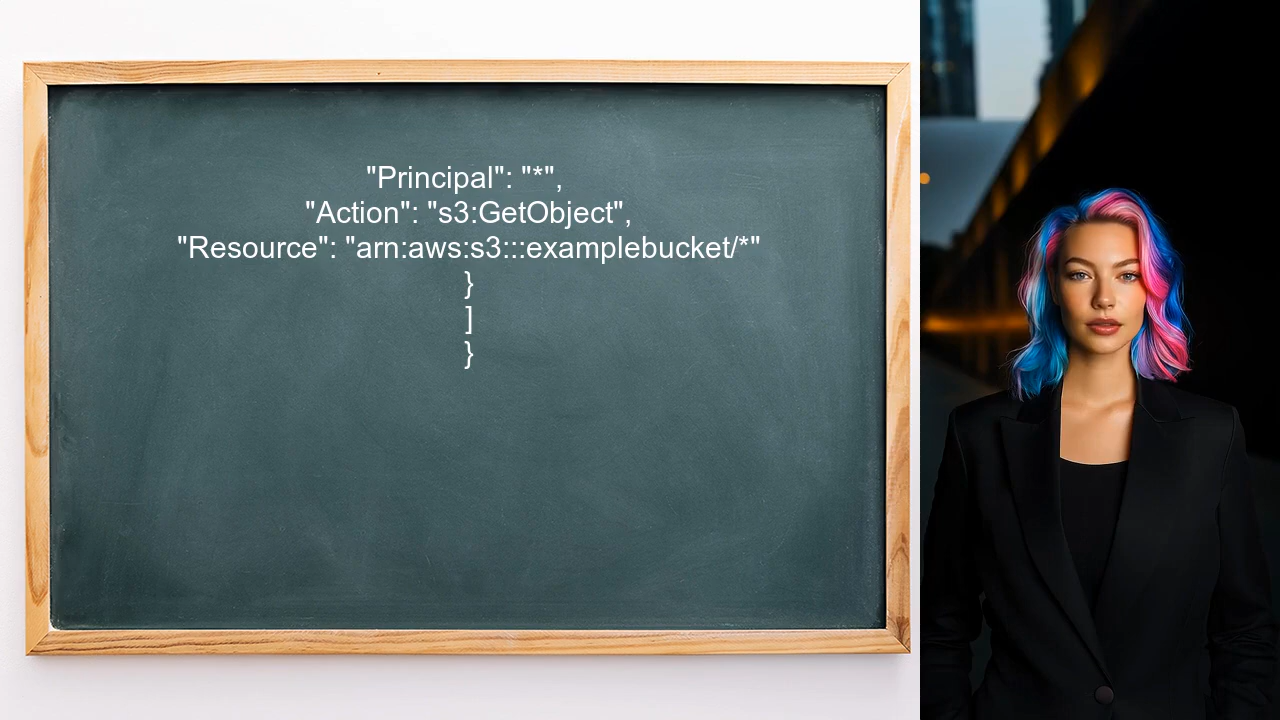 "Principal": "*",
"Action": "s3:GetObject",
"Resource": "arn:aws:s3:::examplebucket/*"
}
]
}